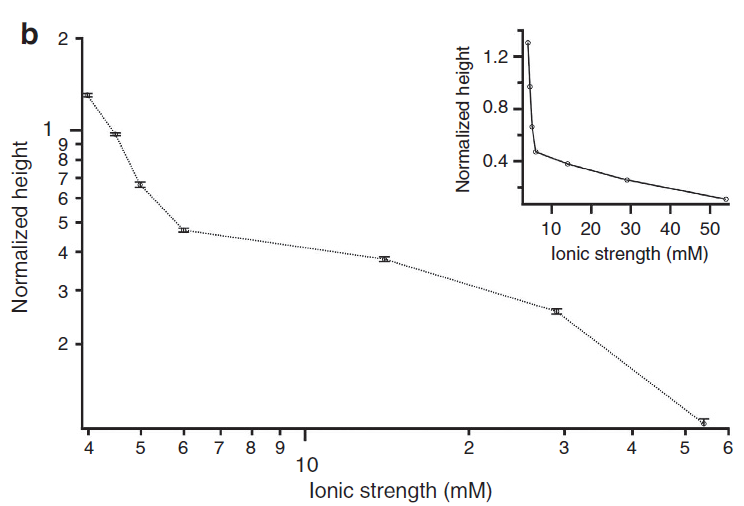 b
2
1
9
8
7
6
5
4
3
2
Normalized height
4 5 6 7 8 9 2 3 4 5 6
10
Ionic strength (mM)
1.2
0.8
0.4
Normalized height
10 20 30 40 50
Ionic strength (mM)